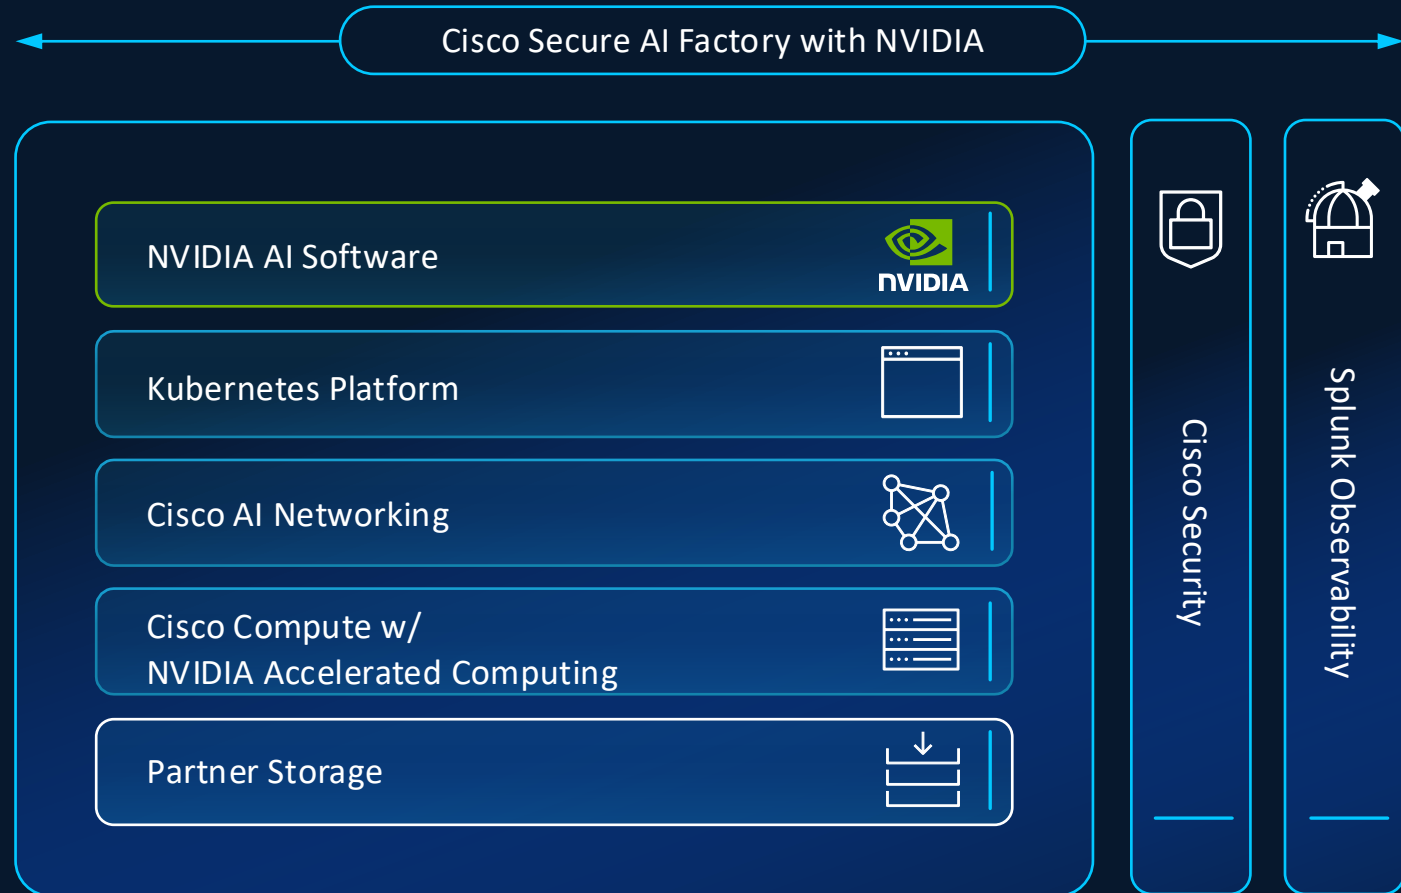 Cisco Secure AI Factory with NVIDIA
NVIDIA AI Software
NVIDIA
Kubernetes Platform
Cisco AI Networking
Cisco Compute w/
NVIDIA Accelerated Computing
Partner Storage
Cisco Security
Splunk Observability